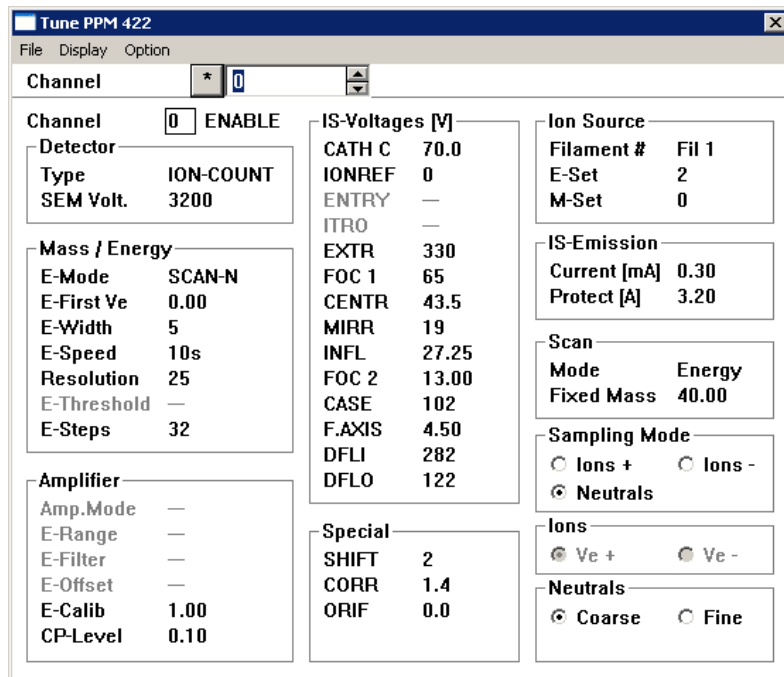 Tune PPM 422
File Display Option
Channel * 0
Channel 0 ENABLE
Detector
Type ION-COUNT
SEM Volt. 3200
Mass / Energy
E-Mode SCAN-N
E-First Ve 0.00
E-Width 5
E-Speed 10s
Resolution 25
E-Threshold —
E-Steps 32
Amplifier
Amp.Mode —
E-Range —
E-Filter —
E-Offset —
E-Calib 1.00
CP-Level 0.10
IS-Voltages [V]
CATH C 70.0
IONREF 0
ENTRY —
ITRO —
EXTR 330
FOC 1 65
CENTR 43.5
MIRR 19
INFL 27.25
FOC 2 13.00
CASE 102
F.AXIS 4.50
DFLI 282
DFLO 122
Special
SHIFT 2
CORR 1.4
ORIF 0.0
Ion Source
Filament # Fil 1
E-Set 2
M-Set 0
IS-Emission
Current [mA] 0.30
Protect [A] 3.20
Scan
Mode Energy
Fixed Mass 40.00
Sampling Mode
Ions + Ions -
Neutrals
Ions
Ve + Ve -
Neutrals
Coarse Fine